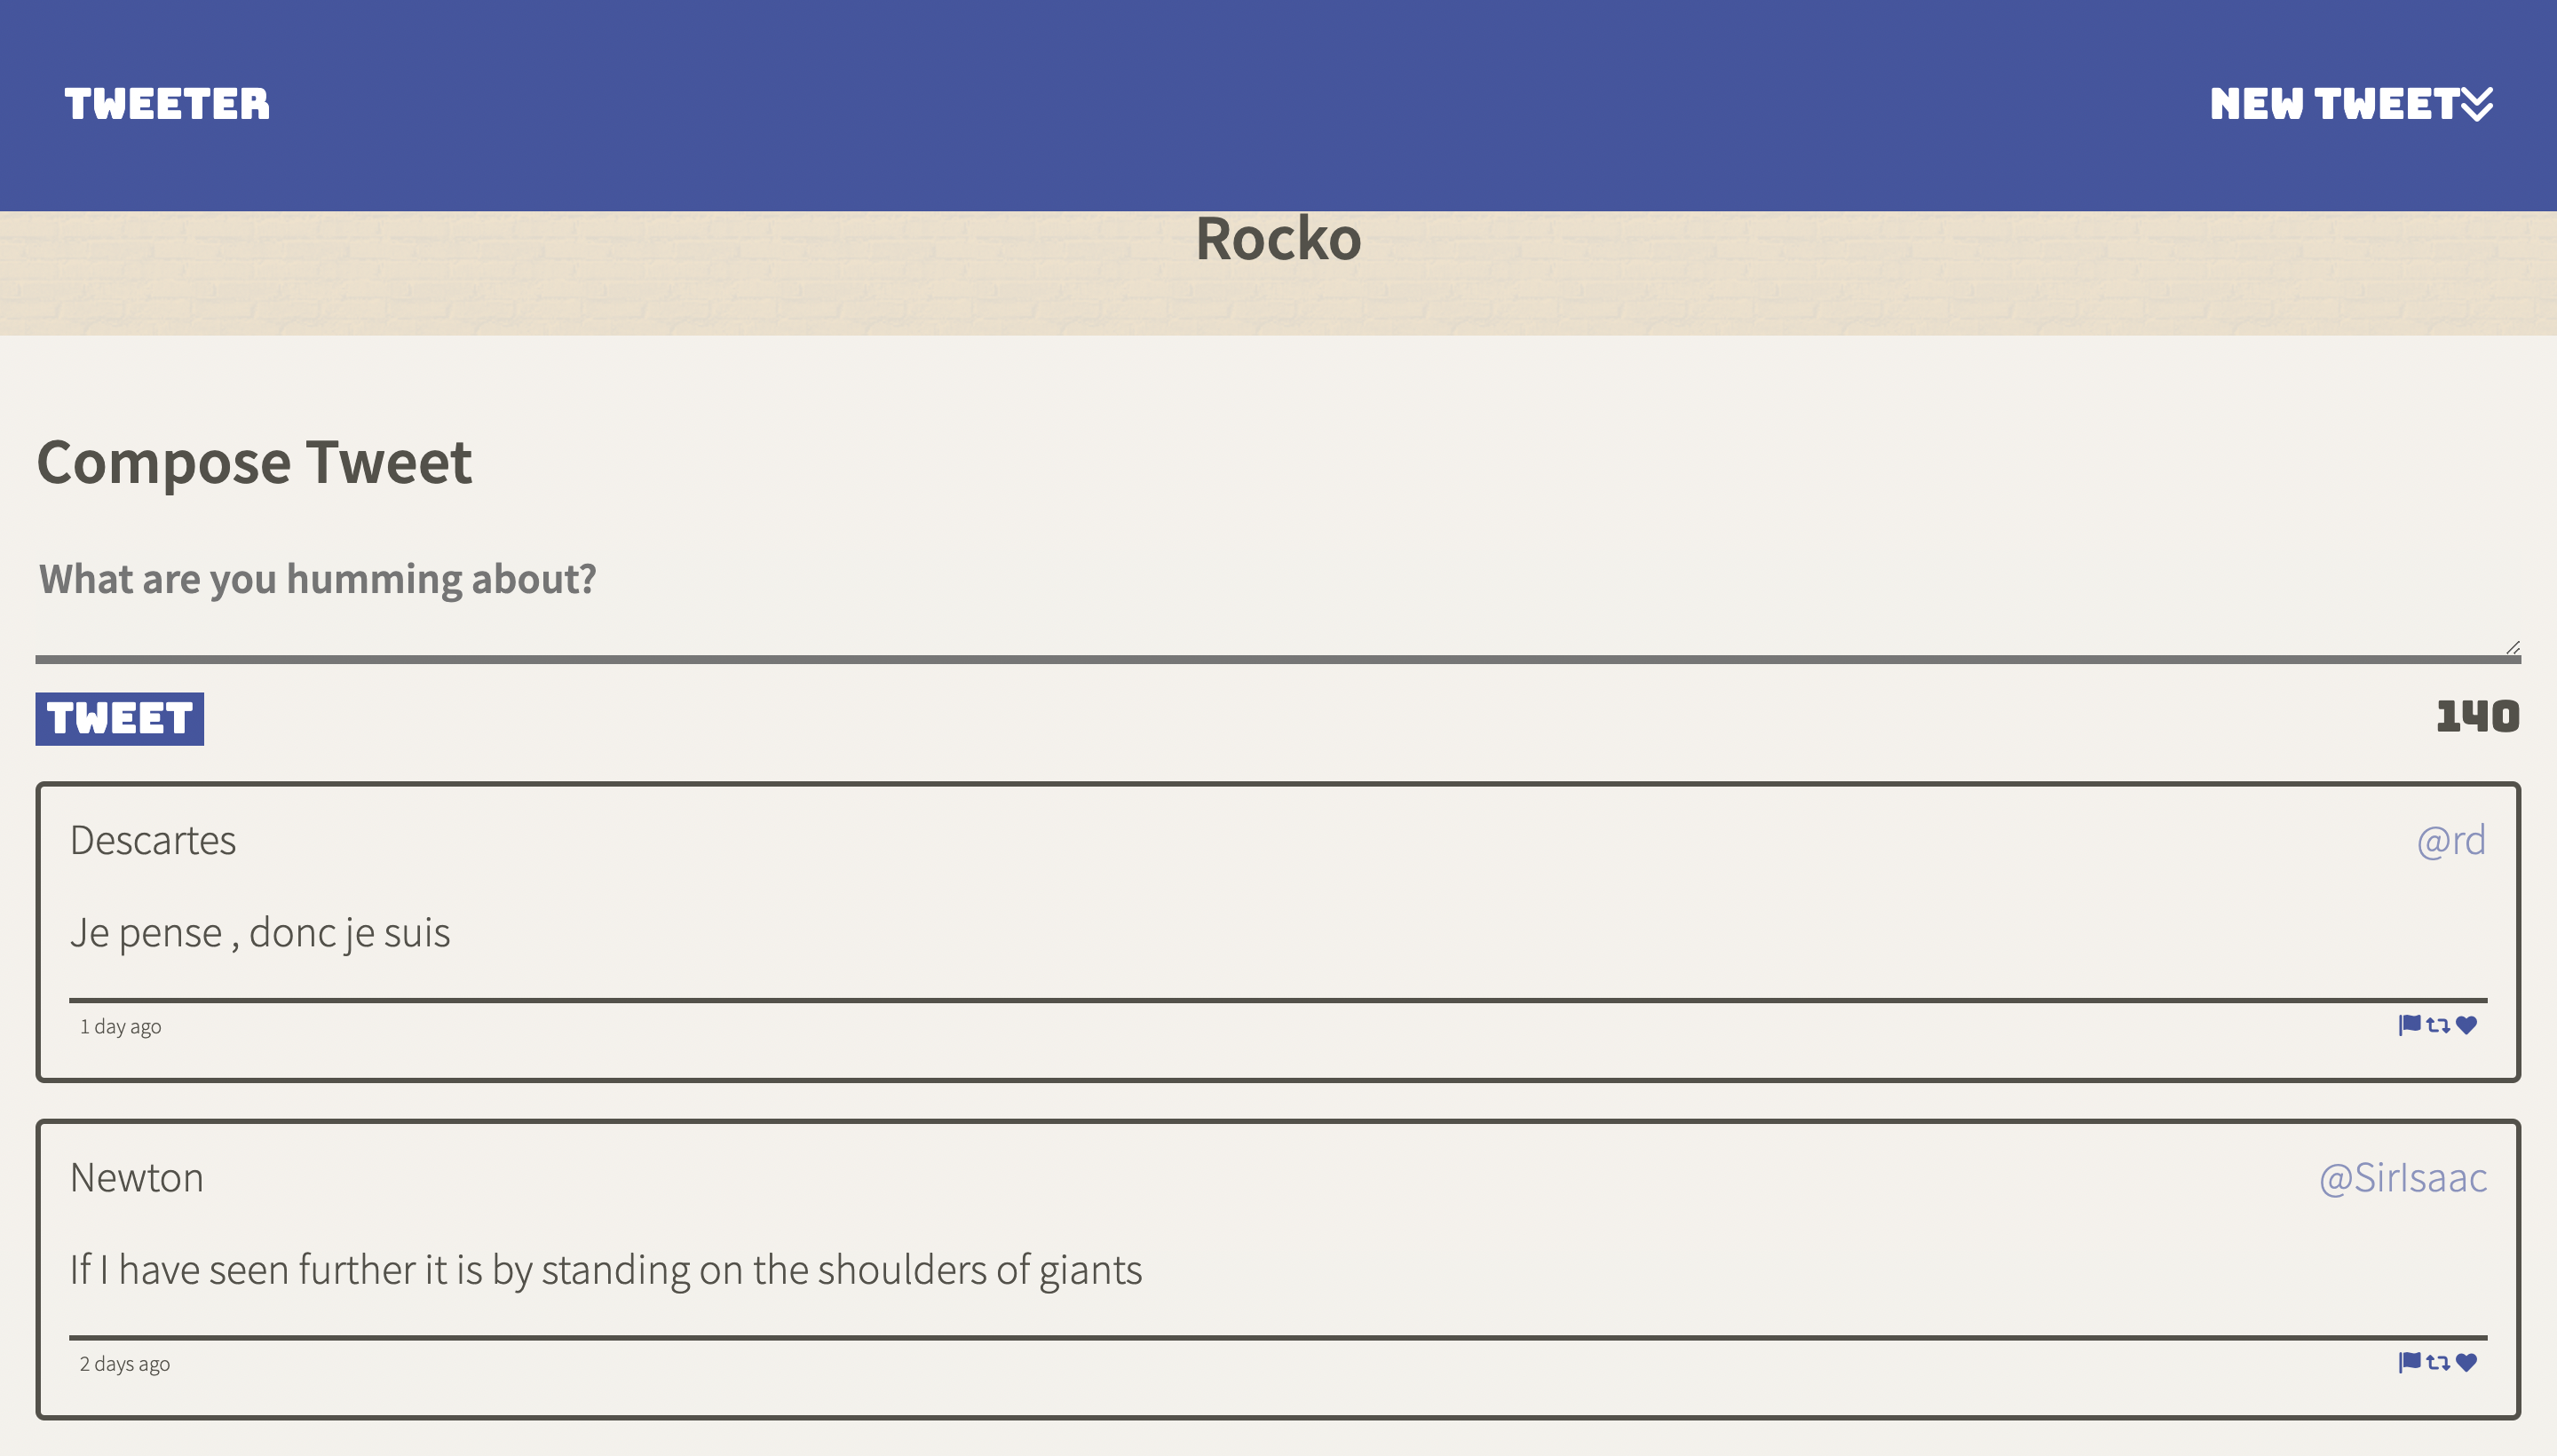 TWEETER
NEW TWEET
Rocko
Compose Tweet
What are you humming about?
TWEET
140
Descartes
@rd
Je pense , donc je suis
1 day ago
Newton
@SirIsaac
If I have seen further it is by standing on the shoulders of giants
2 days ago